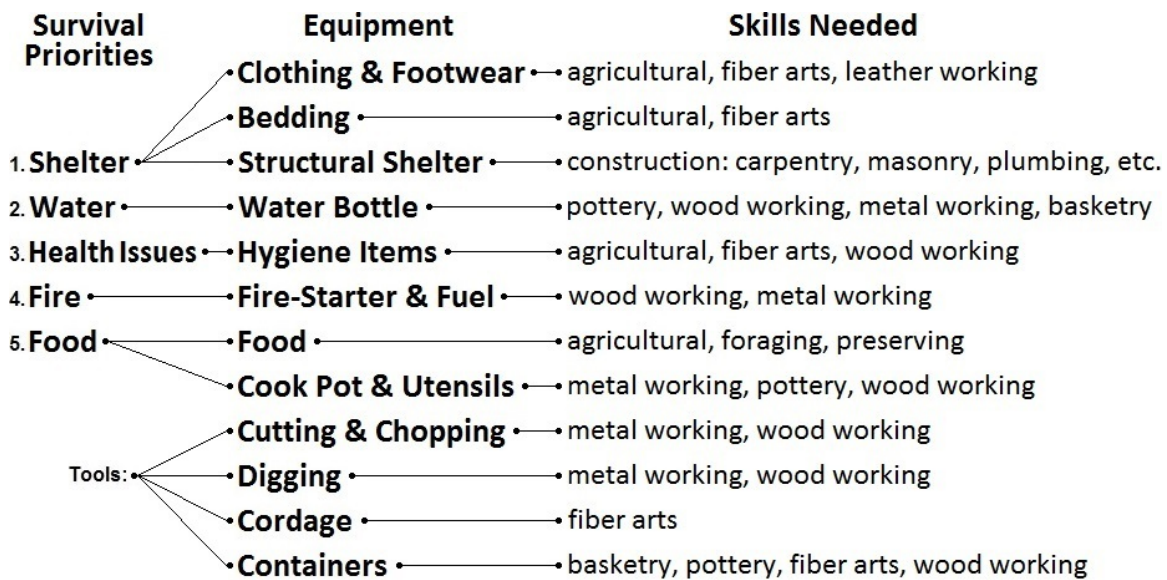 Survival Priorities Equipment Skills Needed
Clothing & Footwear agricultural, fiber arts, leather working
Bedding agricultural, fiber arts
1. Shelter Structural Shelter construction: carpentry, masonry, plumbing, etc.
2. Water Water Bottle pottery, wood working, metal working, basketry
3. Health Issues Hygiene Items agricultural, fiber arts, wood working
4. Fire Fire-Starter & Fuel wood working, metal working
5. Food Food agricultural, foraging, preserving
Cook Pot & Utensils metal working, pottery, wood working
Cutting & Chopping metal working, wood working
Tools: Digging metal working, wood working
Cordage fiber arts
Containers basketry, pottery, fiber arts, wood working